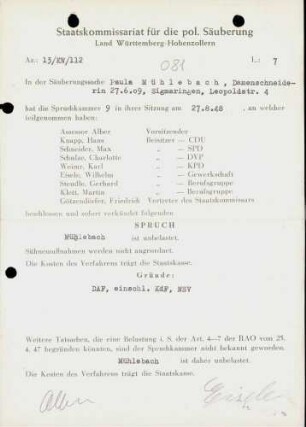 Staatskommissariat für die pol. Säuberung
Land Württemberg-Hohenzollern
Az.: 15/KN/112
081
L: 7
In der Säuberungssache Paula Mühlebach, Damenschneide-
rin 27.6.09, Sigmaringen, Leopoldstr. 4
hat die Spruchkammer 9 in ihrer Sitzung am 27.8.48 , an welcher
teilgenommen haben:
Assessor Alber Vorsitzender
Knapp, Hans Beisitzer – CDU
Schneider, Max „ – SPD
Schulze, Charlotte „ – DVP
Weimer, Karl „ – KPD
Eisele, Wilhelm „ – Gewerkschaft
Stendle, Gerhard „ – Berufsgruppe
Klett, Martin „ – Berufsgruppe
Götzendörfer, Friedrich Vertreter des Staatskommissars
beschlossen und sofort verkündet folgenden
SPRUCH
Mühlebach ist unbelastet.
Sühnemaßnahmen werden nicht angeordnet.
Die Kosten des Verfahrens trägt die Staatskasse.
Gründe:
DAF, einschl. KdF, NSV
Weitere Tatsachen, die eine Belastung i. S. der Art. 4–7 der RAO vom 25.
4. 47 begründen könnten, sind der Spruchkammer nicht bekannt geworden.
Mühlebach ist daher unbelastet.
Die Kosten des Verfahrens trägt die Staatskasse.
Alber Eisele